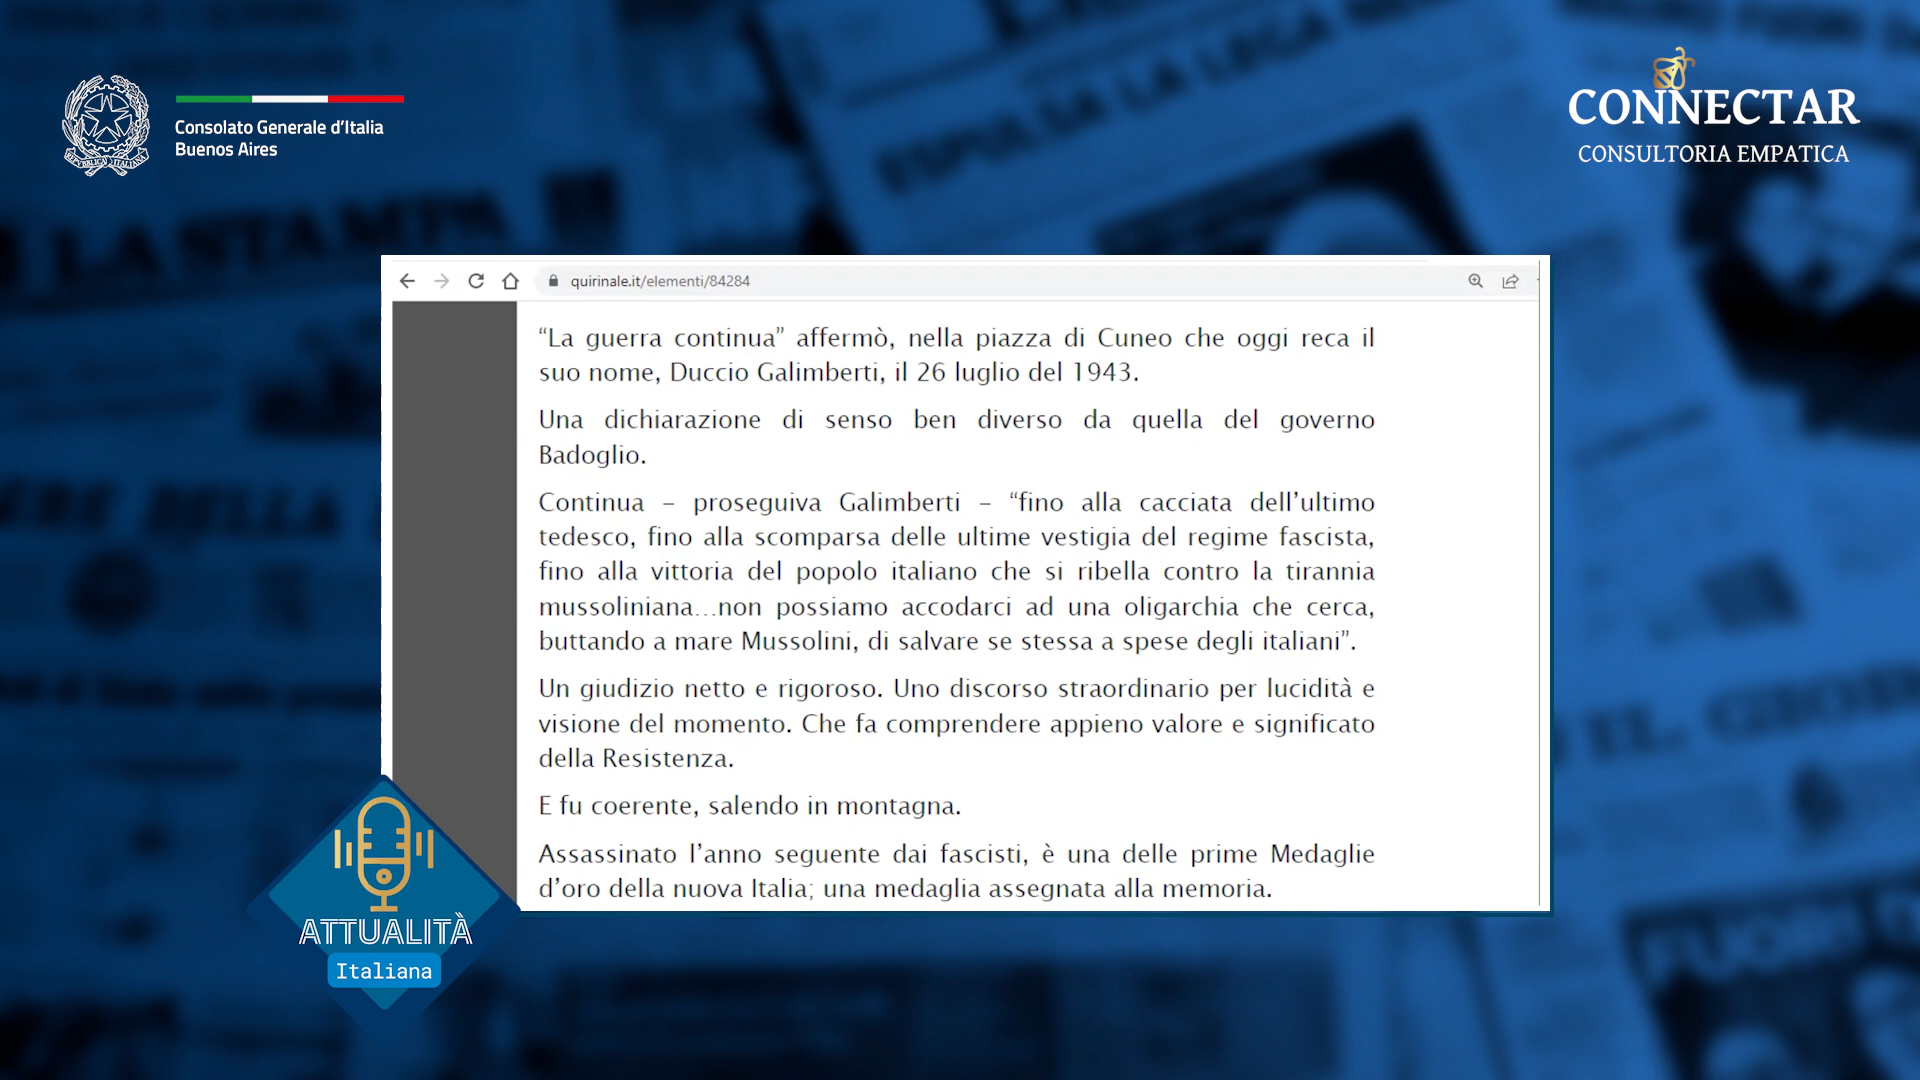 Consolato Generale d'Italia
Buenos Aires
REPVBBLICA ITALIANA
CONNECTAR
CONSULTORIA EMPATICA
ESPULSA LA LEGA
LA STAMPA
quirinale.it/elementi/84284
“La guerra continua” affermò, nella piazza di Cuneo che oggi reca il
suo nome, Duccio Galimberti, il 26 luglio del 1943.
Una dichiarazione di senso ben diverso da quella del governo
Badoglio.
Continua – proseguiva Galimberti – “fino alla cacciata dell’ultimo
tedesco, fino alla scomparsa delle ultime vestigia del regime fascista,
fino alla vittoria del popolo italiano che si ribella contro la tirannia
mussoliniana…non possiamo accodarci ad una oligarchia che cerca,
buttando a mare Mussolini, di salvare se stessa a spese degli italiani”.
Un giudizio netto e rigoroso. Uno discorso straordinario per lucidità e
visione del momento. Che fa comprendere appieno valore e significato
della Resistenza.
E fu coerente, salendo in montagna.
Assassinato l’anno seguente dai fascisti, è una delle prime Medaglie
d’oro della nuova Italia; una medaglia assegnata alla memoria.
ATTUALITÀ
Italiana